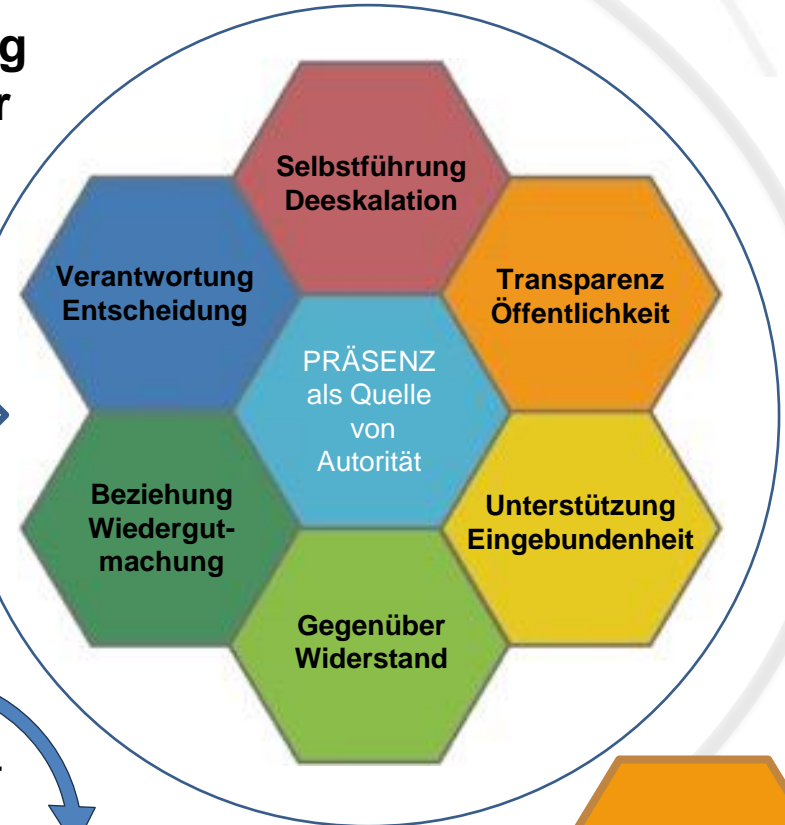 g
r
Selbstführung
Deeskalation
Verantwortung
Entscheidung
Transparenz
Öffentlichkeit
PRÄSENZ
als Quelle
von
Autorität
Beziehung
Wiedergut-
machung
Unterstützung
Eingebundenheit
Gegenüber
Widerstand